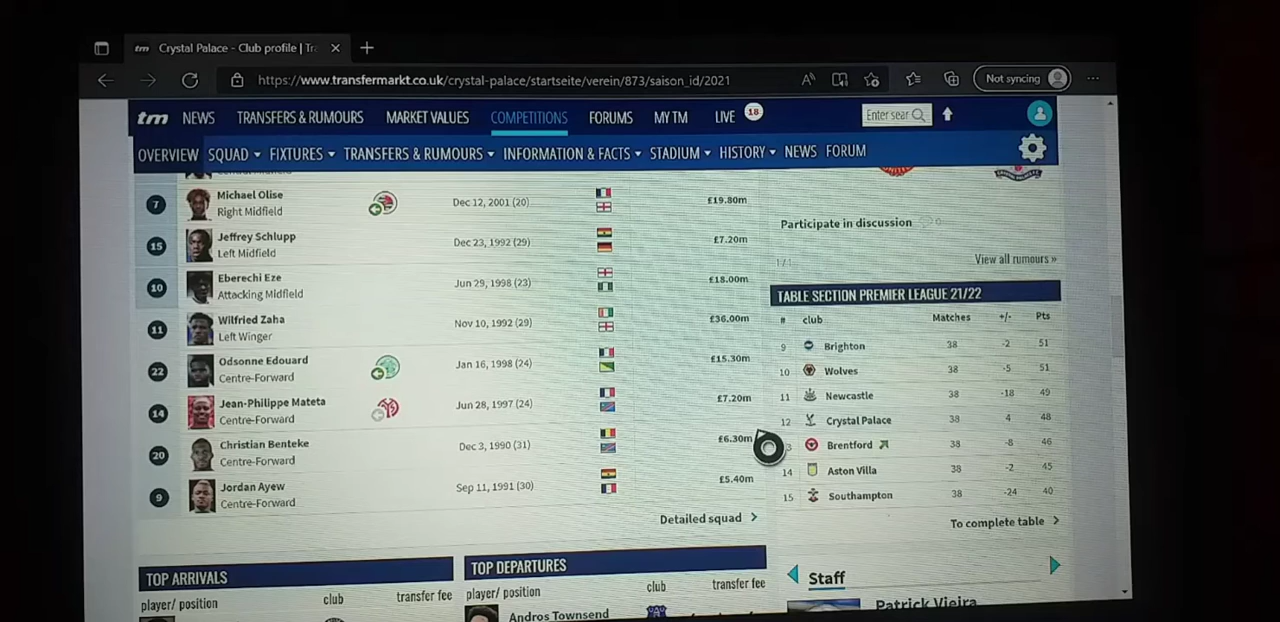 tm Crystal Palace - Club profile | Tr
https://www.transfermarkt.co.uk/crystal-palace/startseite/verein/873/saison_id/2021
Not syncing
tm NEWS TRANSFERS & RUMOURS MARKET VALUES COMPETITIONS FORUMS MY TM LIVE 18 Enter sear
OVERVIEW SQUAD FIXTURES TRANSFERS & RUMOURS INFORMATION & FACTS STADIUM HISTORY NEWS FORUM
7 Michael Olise Dec 12, 2001 (20) £19.80m
Right Midfield
15 Jeffrey Schlupp Dec 23, 1992 (29) £7.20m
Left Midfield
10 Eberechi Eze Jun 29, 1998 (23) £18.00m
Attacking Midfield
11 Wilfried Zaha Nov 10, 1992 (29) £36.00m
Left Winger
22 Odsonne Edouard Jan 16, 1998 (24) £15.30m
Centre-Forward
14 Jean-Philippe Mateta Jun 28, 1997 (24) £7.20m
Centre-Forward
20 Christian Benteke Dec 3, 1990 (31) £6.30m
Centre-Forward
9 Jordan Ayew Sep 11, 1991 (30) £5.40m
Centre-Forward
Detailed squad
Participate in discussion 0
1 / 1
View all rumours »
TABLE SECTION PREMIER LEAGUE 21/22
# club Matches +/- Pts
9 Brighton 38 -2 51
10 Wolves 38 -5 51
11 Newcastle 38 -18 49
12 Crystal Palace 38 4 48
3 Brentford 38 -8 46
14 Aston Villa 38 -2 45
15 Southampton 38 -24 40
To complete table
TOP ARRIVALS
player/ position club transfer fee
TOP DEPARTURES
player/ position club transfer fee
Andros Townsend
Staff
Patrick Vieira